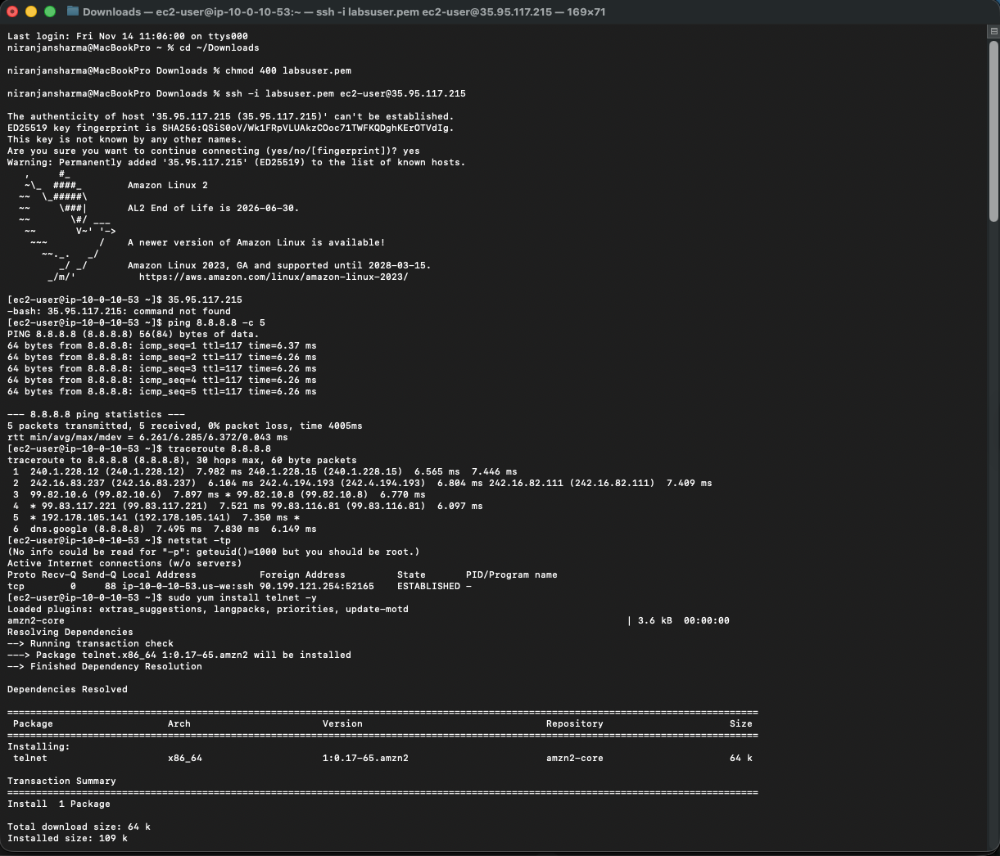 Downloads — ec2-user@ip-10-0-10-53:~ — ssh -i labsuser.pem ec2-user@35.95.117.215 — 169×71
Last login: Fri Nov 14 11:06:00 on ttys000
niranjansharma@MacBookPro ~ % cd ~/Downloads
niranjansharma@MacBookPro Downloads % chmod 400 labsuser.pem
niranjansharma@MacBookPro Downloads % ssh -i labsuser.pem ec2-user@35.95.117.215
The authenticity of host '35.95.117.215 (35.95.117.215)' can't be established.
ED25519 key fingerprint is SHA256:QSiS0oV/Wk1FRpVLUAkzCOoc71TWFKQDghKErOTVdIg.
This key is not known by any other names.
Are you sure you want to continue connecting (yes/no/[fingerprint])? yes
Warning: Permanently added '35.95.117.215' (ED25519) to the list of known hosts.
   ,     #_
   ~\_  ####_        Amazon Linux 2
  ~~  \_#####\
  ~~     \###|       AL2 End of Life is 2026-06-30.
  ~~       \#/ ___
   ~~       V~' '->
    ~~~         /    A newer version of Amazon Linux is available!
      ~~._.   _/
         _/ _/       Amazon Linux 2023, GA and supported until 2028-03-15.
       _/m/'           https://aws.amazon.com/linux/amazon-linux-2023/
[ec2-user@ip-10-0-10-53 ~]$ 35.95.117.215
-bash: 35.95.117.215: command not found
[ec2-user@ip-10-0-10-53 ~]$ ping 8.8.8.8 -c 5
PING 8.8.8.8 (8.8.8.8) 56(84) bytes of data.
64 bytes from 8.8.8.8: icmp_seq=1 ttl=117 time=6.37 ms
64 bytes from 8.8.8.8: icmp_seq=2 ttl=117 time=6.26 ms
64 bytes from 8.8.8.8: icmp_seq=3 ttl=117 time=6.26 ms
64 bytes from 8.8.8.8: icmp_seq=4 ttl=117 time=6.26 ms
64 bytes from 8.8.8.8: icmp_seq=5 ttl=117 time=6.26 ms
--- 8.8.8.8 ping statistics ---
5 packets transmitted, 5 received, 0% packet loss, time 4005ms
rtt min/avg/max/mdev = 6.261/6.285/6.372/0.043 ms
[ec2-user@ip-10-0-10-53 ~]$ traceroute 8.8.8.8
traceroute to 8.8.8.8 (8.8.8.8), 30 hops max, 60 byte packets
 1  240.1.228.12 (240.1.228.12)  7.982 ms 240.1.228.15 (240.1.228.15)  6.565 ms  7.446 ms
 2  242.16.83.237 (242.16.83.237)  6.104 ms 242.4.194.193 (242.4.194.193)  6.804 ms 242.16.82.111 (242.16.82.111)  7.409 ms
 3  99.82.10.6 (99.82.10.6)  7.897 ms * 99.82.10.8 (99.82.10.8)  6.770 ms
 4  * 99.83.117.221 (99.83.117.221)  7.521 ms 99.83.116.81 (99.83.116.81)  6.097 ms
 5  * 192.178.105.141 (192.178.105.141)  7.350 ms *
 6  dns.google (8.8.8.8)  7.495 ms  7.830 ms  6.149 ms
[ec2-user@ip-10-0-10-53 ~]$ netstat -tp
(No info could be read for "-p": geteuid()=1000 but you should be root.)
Active Internet connections (w/o servers)
Proto Recv-Q Send-Q Local Address           Foreign Address         State       PID/Program name
tcp        0     88 ip-10-0-10-53.us-we:ssh 90.199.121.254:52165    ESTABLISHED -
[ec2-user@ip-10-0-10-53 ~]$ sudo yum install telnet -y
Loaded plugins: extras_suggestions, langpacks, priorities, update-motd
amzn2-core | 3.6 kB  00:00:00
Resolving Dependencies
--> Running transaction check
---> Package telnet.x86_64 1:0.17-65.amzn2 will be installed
--> Finished Dependency Resolution
Dependencies Resolved
================================================================================
 Package Arch Version Repository Size
================================================================================
Installing:
 telnet x86_64 1:0.17-65.amzn2 amzn2-core 64 k
Transaction Summary
================================================================================
Install  1 Package
Total download size: 64 k
Installed size: 109 k